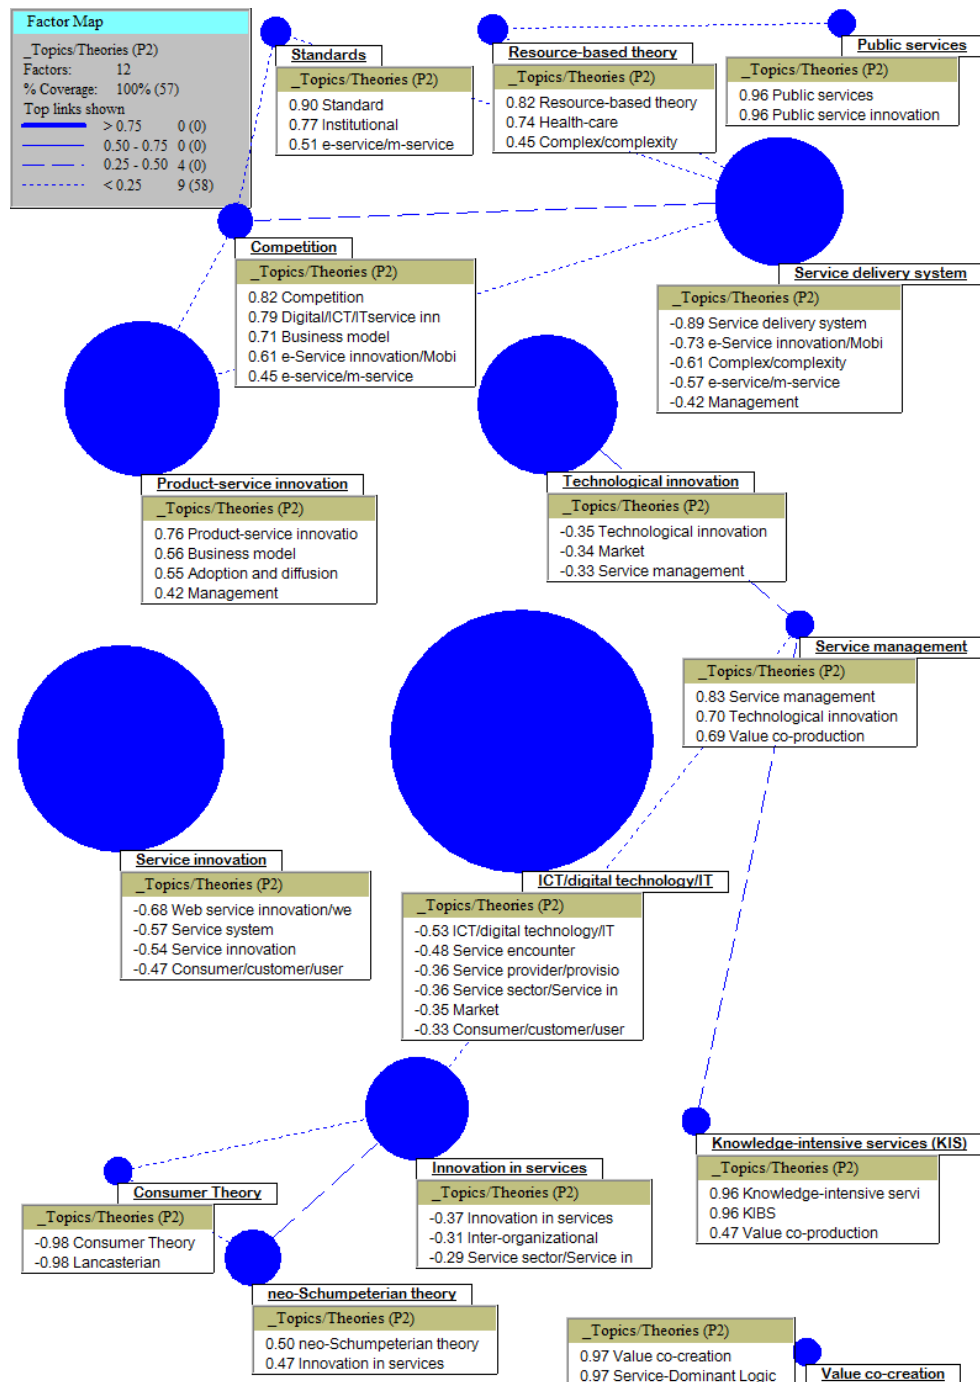 Factor Map
_Topics/Theories (P2)
Factors: 12
% Coverage: 100% (57)
Top links shown
> 0.75 0 (0)
0.50 - 0.75 0 (0)
0.25 - 0.50 4 (0)
< 0.25 9 (58)
Standards
_Topics/Theories (P2)
0.90 Standard
0.77 Institutional
0.51 e-service/m-service
Resource-based theory
_Topics/Theories (P2)
0.82 Resource-based theory
0.74 Health-care
0.45 Complex/complexity
Public services
_Topics/Theories (P2)
0.96 Public services
0.96 Public service innovation
Competition
_Topics/Theories (P2)
0.82 Competition
0.79 Digital/ICT/ITservice inn
0.71 Business model
0.61 e-Service innovation/Mobi
0.45 e-service/m-service
Service delivery system
_Topics/Theories (P2)
-0.89 Service delivery system
-0.73 e-Service innovation/Mobi
-0.61 Complex/complexity
-0.57 e-service/m-service
-0.42 Management
Product-service innovation
_Topics/Theories (P2)
0.76 Product-service innovatio
0.56 Business model
0.55 Adoption and diffusion
0.42 Management
Technological innovation
_Topics/Theories (P2)
-0.35 Technological innovation
-0.34 Market
-0.33 Service management
Service management
_Topics/Theories (P2)
0.83 Service management
0.70 Technological innovation
0.69 Value co-production
Service innovation
_Topics/Theories (P2)
-0.68 Web service innovation/we
-0.57 Service system
-0.54 Service innovation
-0.47 Consumer/customer/user
ICT/digital technology/IT
_Topics/Theories (P2)
-0.53 ICT/digital technology/IT
-0.48 Service encounter
-0.36 Service provider/provisio
-0.36 Service sector/Service in
-0.35 Market
-0.33 Consumer/customer/user
Knowledge-intensive services (KIS)
_Topics/Theories (P2)
0.96 Knowledge-intensive servi
0.96 KIBS
0.47 Value co-production
Innovation in services
_Topics/Theories (P2)
-0.37 Innovation in services
-0.31 Inter-organizational
-0.29 Service sector/Service in
Consumer Theory
_Topics/Theories (P2)
-0.98 Consumer Theory
-0.98 Lancasterian
neo-Schumpeterian theory
_Topics/Theories (P2)
0.50 neo-Schumpeterian theory
0.47 Innovation in services
_Topics/Theories (P2)
0.97 Value co-creation
0.97 Service-Dominant Logic
Value co-creation